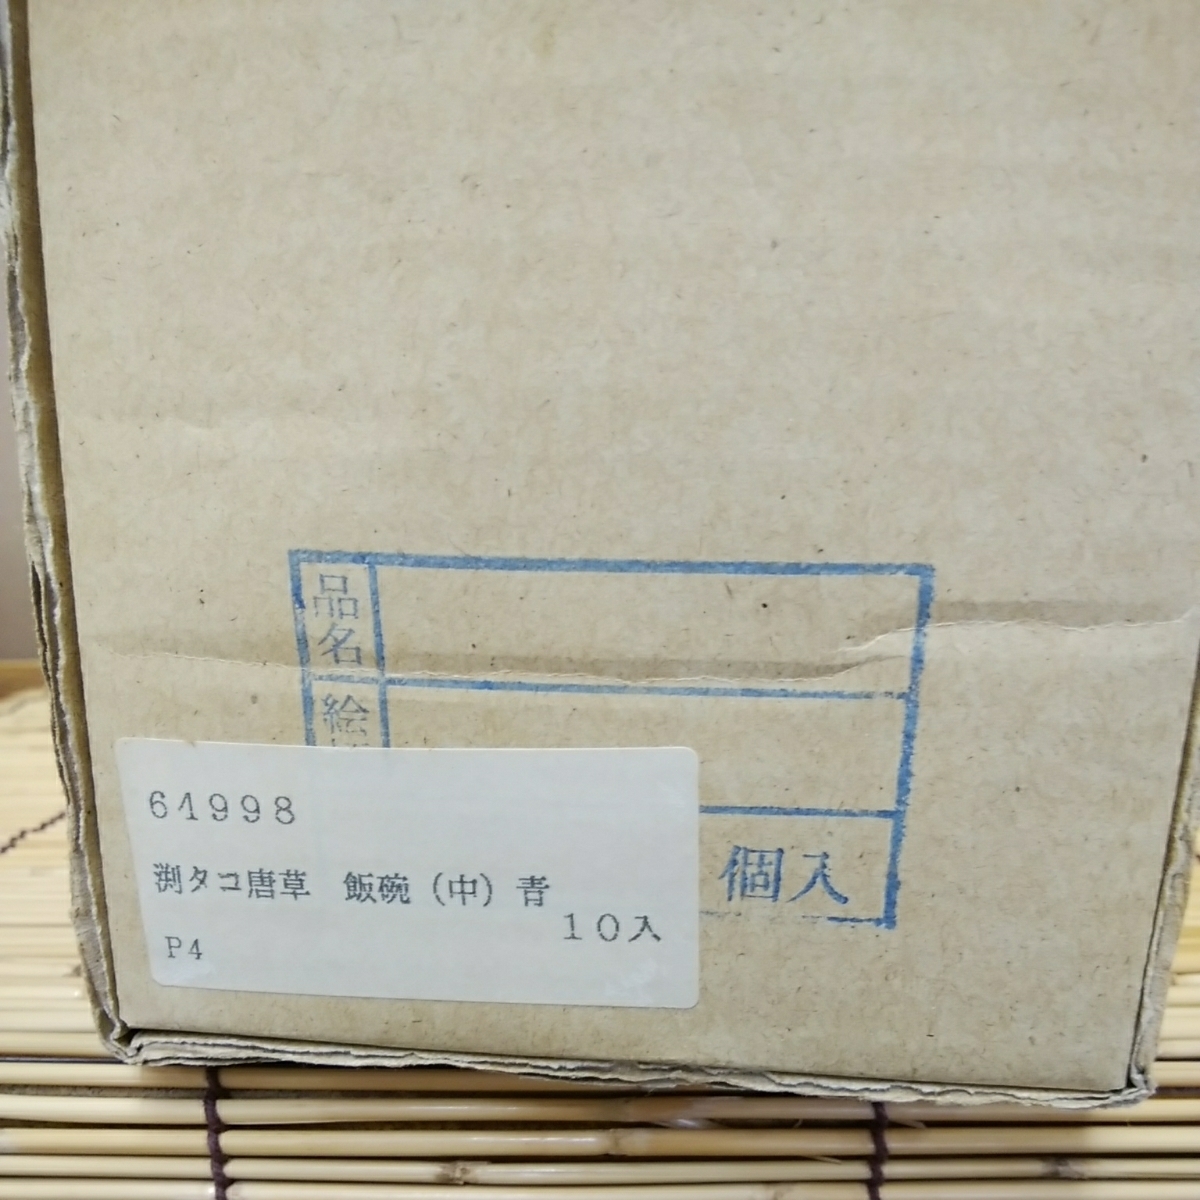 品名
絵
個入
64998
渕タコ唐草 飯碗（中）青
10入
P4